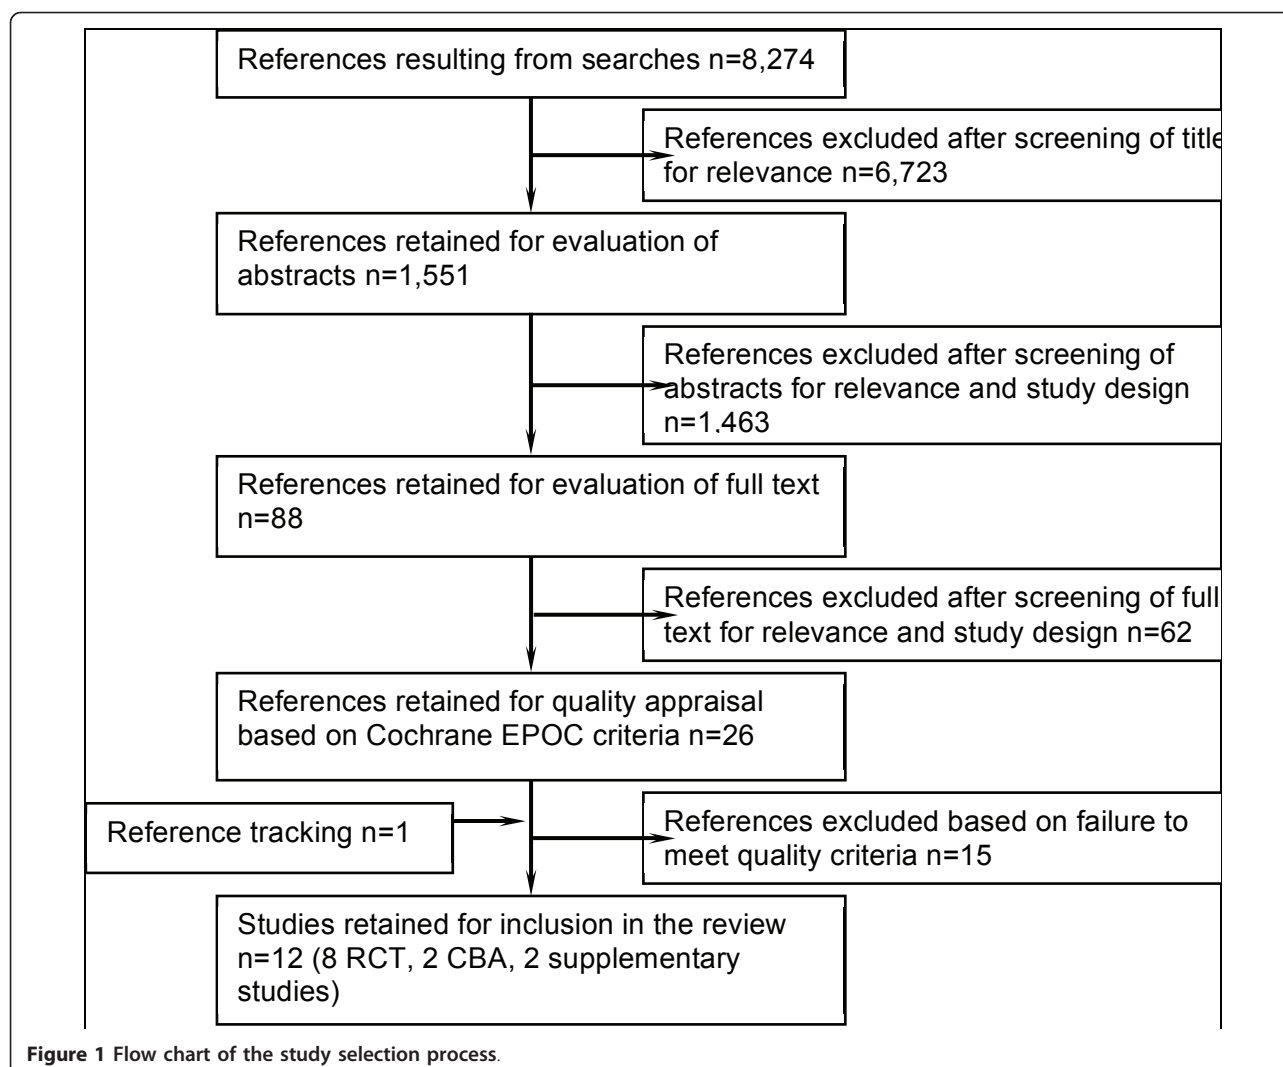 References resulting from searches n=8,274
References excluded after screening of title
for relevance n=6,723
References retained for evaluation of
abstracts n=1,551
References excluded after screening of
abstracts for relevance and study design
n=1,463
References retained for evaluation of full text
n=88
References excluded after screening of full
text for relevance and study design n=62
References retained for quality appraisal
based on Cochrane EPOC criteria n=26
Reference tracking n=1
References excluded based on failure to
meet quality criteria n=15
Studies retained for inclusion in the review
n=12 (8 RCT, 2 CBA, 2 supplementary
studies)
Figure 1 Flow chart of the study selection process.